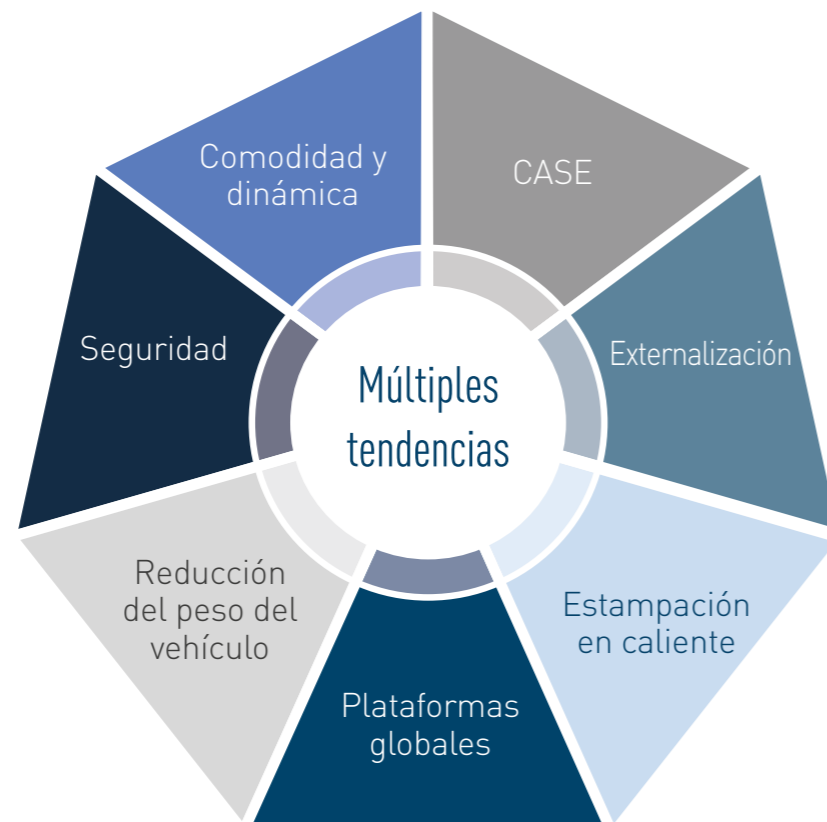 Comodidad y
dinámica
CASE
Seguridad
Externalización
Múltiples
tendencias
Reducción
del peso del
vehículo
Estampación
en caliente
Plataformas
globales